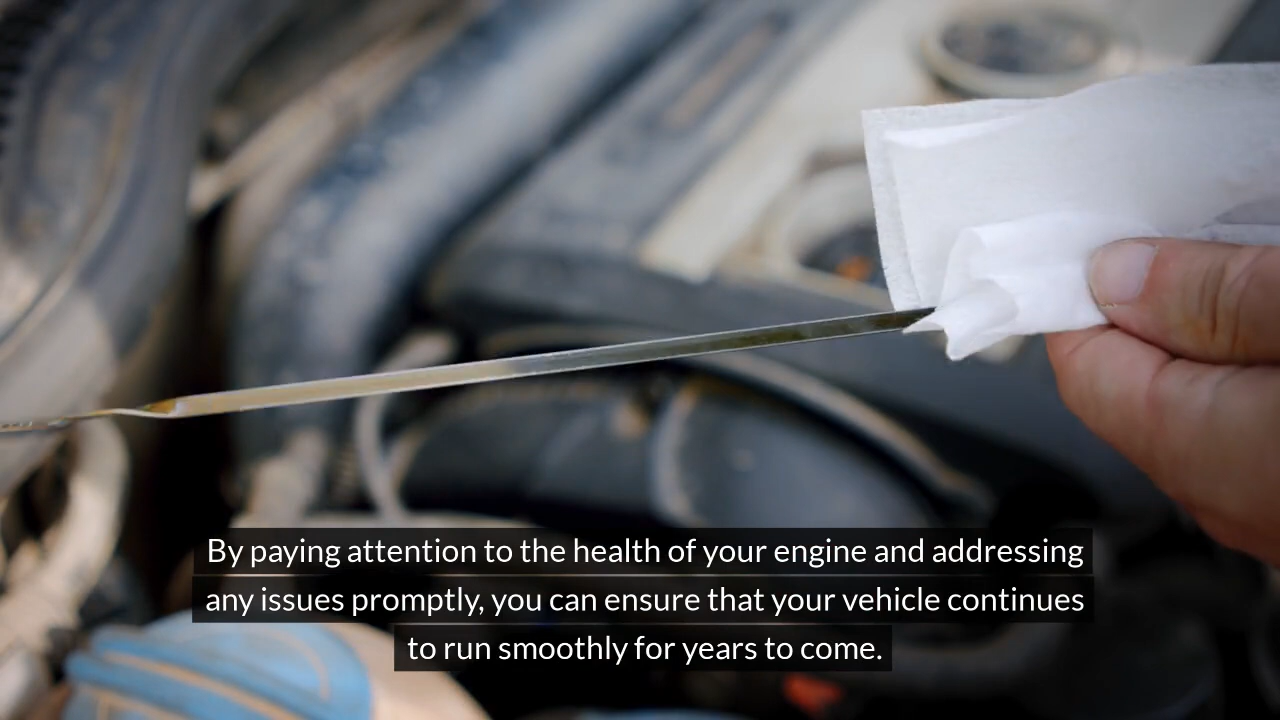 By paying attention to the health of your engine and addressing
any issues promptly, you can ensure that your vehicle continues
to run smoothly for years to come.